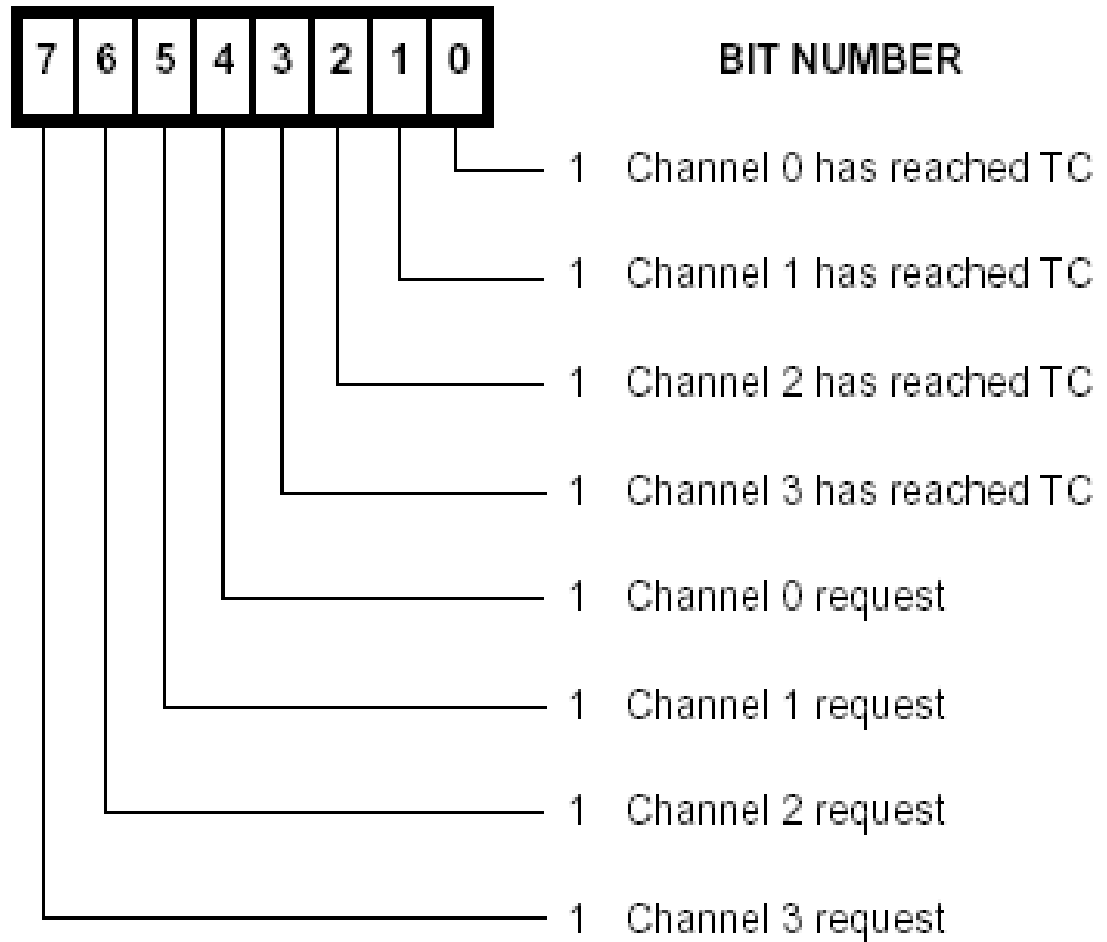 7 6 5 4 3 2 1 0 BIT NUMBER
1 Channel 0 has reached TC
1 Channel 1 has reached TC
1 Channel 2 has reached TC
1 Channel 3 has reached TC
1 Channel 0 request
1 Channel 1 request
1 Channel 2 request
1 Channel 3 request